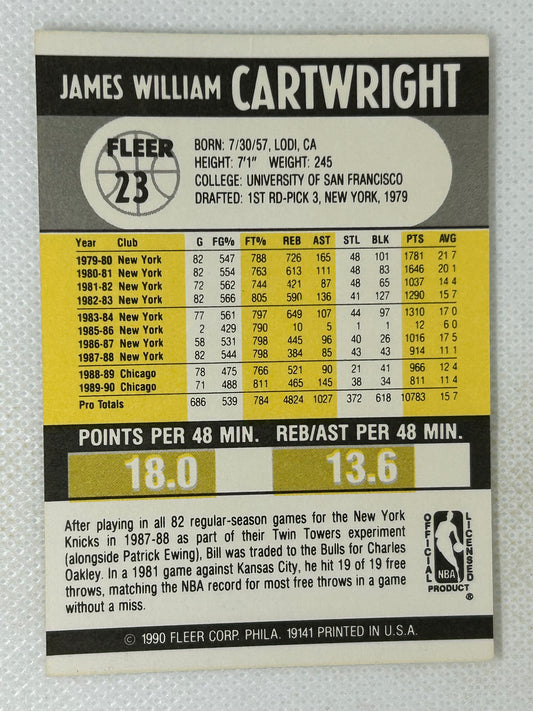 JAMES WILLIAM CARTWRIGHT
FLEER
23
BORN: 7/30/57, LODI, CA
HEIGHT: 7'1" WEIGHT: 245
COLLEGE: UNIVERSITY OF SAN FRANCISCO
DRAFTED: 1ST RD-PICK 3, NEW YORK, 1979
Year Club G FG% FT% REB AST STL BLK PTS AVG
1979-80 New York 82 547 788 726 165 48 101 1781 21.7
1980-81 New York 82 554 763 613 111 48 83 1646 20.1
1981-82 New York 72 562 744 421 87 48 65 1037 14.4
1982-83 New York 82 566 805 590 136 41 127 1290 15.7
1983-84 New York 77 561 797 649 107 44 97 1310 17.0
1985-86 New York 2 429 790 10 5 1 1 12 6.0
1986-87 New York 58 531 798 445 96 40 26 1016 17.5
1987-88 New York 82 544 798 384 85 43 43 914 11.1
1988-89 Chicago 78 475 766 521 90 21 41 966 12.4
1989-90 Chicago 71 488 811 465 145 38 34 811 11.4
Pro Totals 686 539 784 4824 1027 372 618 10783 15.7
POINTS PER 48 MIN. REB/AST PER 48 MIN.
18.0 13.6
After playing in all 82 regular-season games for the New York
Knicks in 1987-88 as part of their Twin Towers experiment
(alongside Patrick Ewing), Bill was traded to the Bulls for Charles
Oakley. In a 1981 game against Kansas City, he hit 19 of 19 free
throws, matching the NBA record for most free throws in a game
without a miss.
OFFICIAL LICENSED
NBA
PRODUCT ®
© 1990 FLEER CORP. PHILA. 19141 PRINTED IN U.S.A.